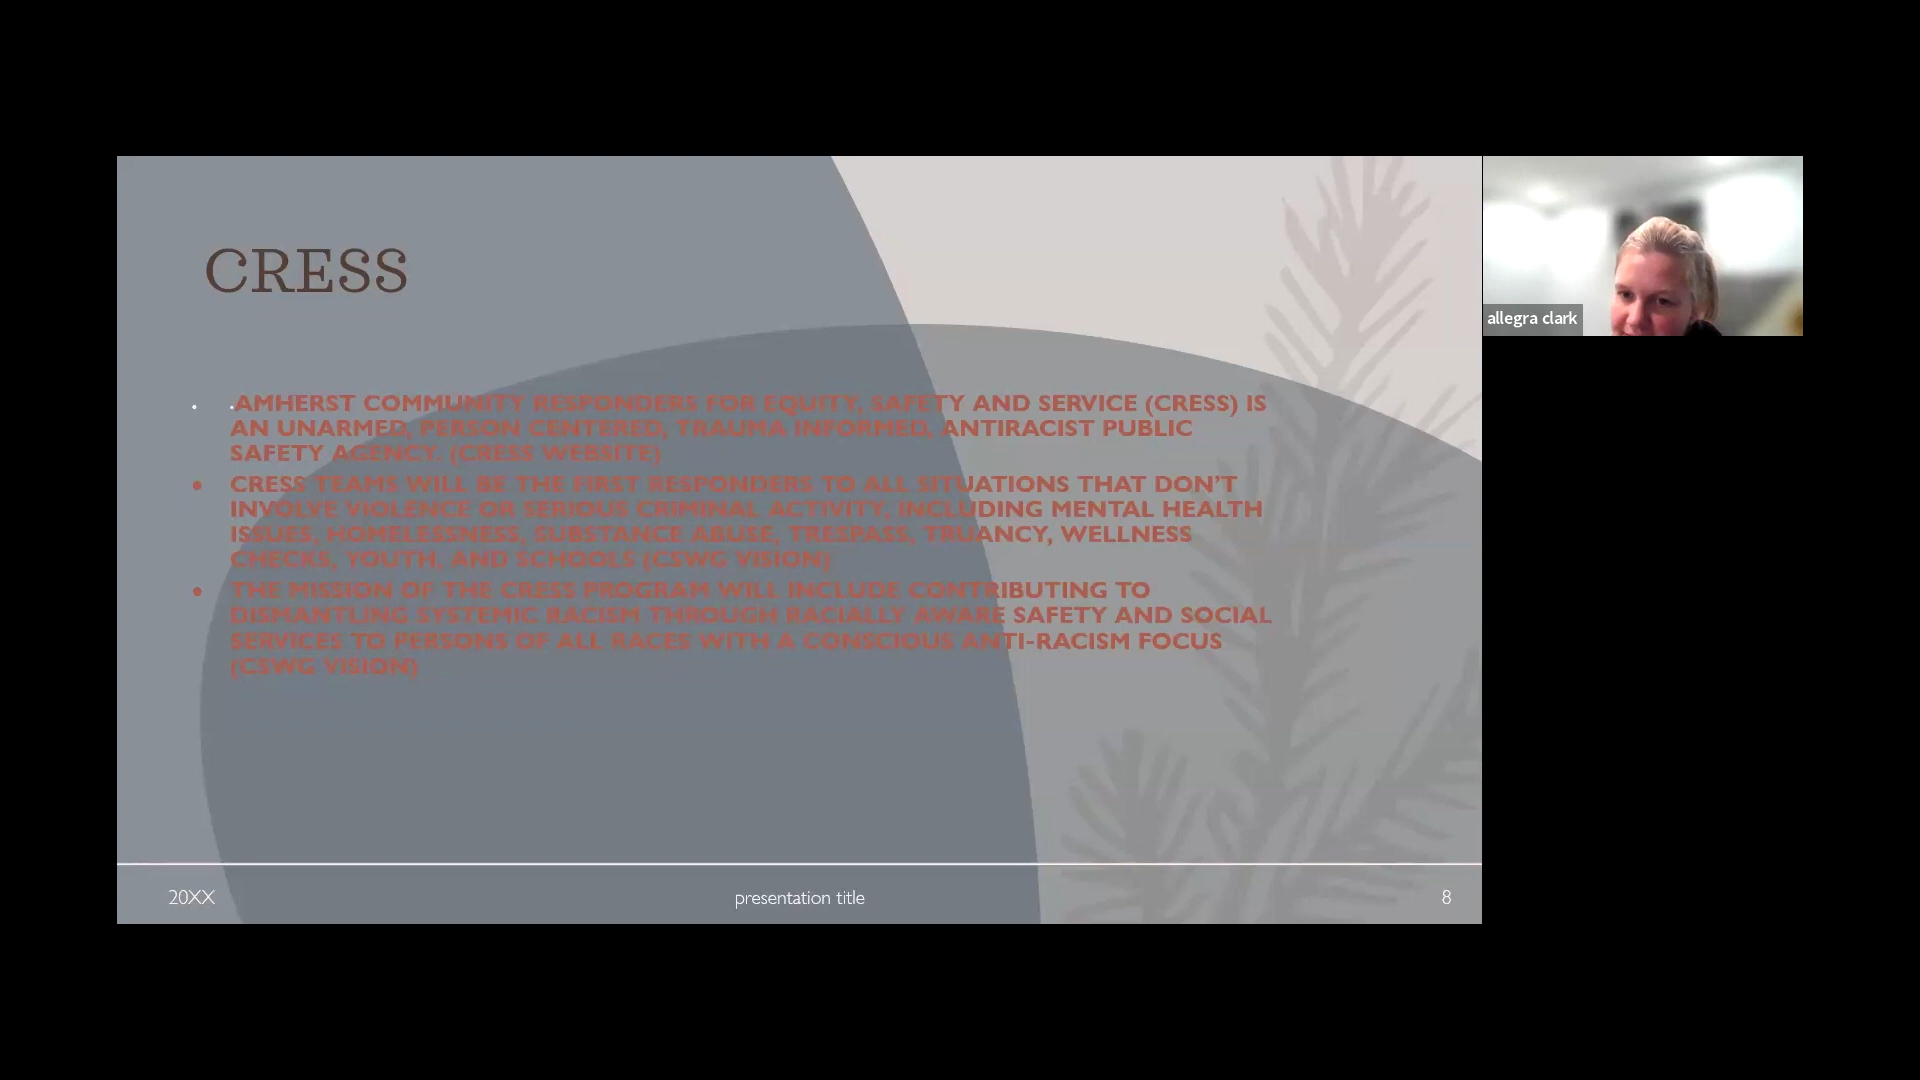 CRESS
.AMHERST COMMUNITY RESPONDERS FOR EQUITY, SAFETY AND SERVICE (CRESS) IS
AN UNARMED, PERSON CENTERED, TRAUMA INFORMED, ANTIRACIST PUBLIC
SAFETY AGENCY. (CRESS WEBSITE)
CRESS TEAMS WILL BE THE FIRST RESPONDERS TO ALL SITUATIONS THAT DON’T
INVOLVE VIOLENCE OR SERIOUS CRIMINAL ACTIVITY, INCLUDING MENTAL HEALTH
ISSUES, HOMELESSNESS, SUBSTANCE ABUSE, TRESPASS, TRUANCY, WELLNESS
CHECKS, YOUTH, AND SCHOOLS (CSWG VISION)
THE MISSION OF THE CRESS PROGRAM WILL INCLUDE CONTRIBUTING TO
DISMANTLING SYSTEMIC RACISM THROUGH RACIALLY AWARE SAFETY AND SOCIAL
SERVICES TO PERSONS OF ALL RACES WITH A CONSCIOUS ANTI-RACISM FOCUS
(CSWG VISION)
20XX
presentation title
8
allegra clark